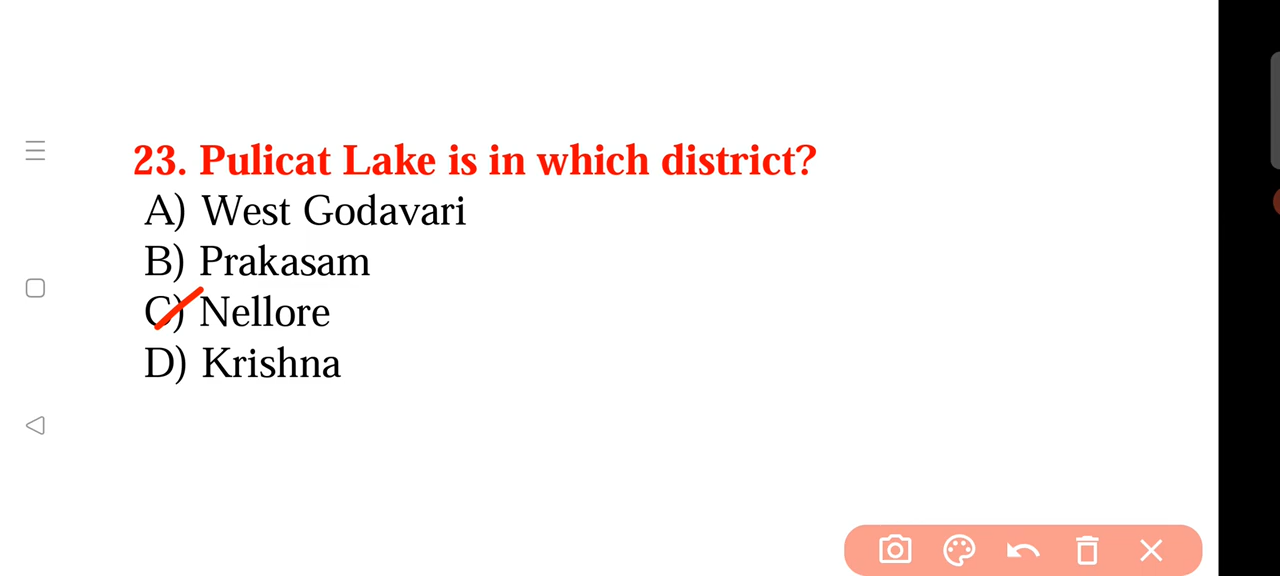 23. Pulicat Lake is in which district?
A) West Godavari
B) Prakasam
C) Nellore
D) Krishna